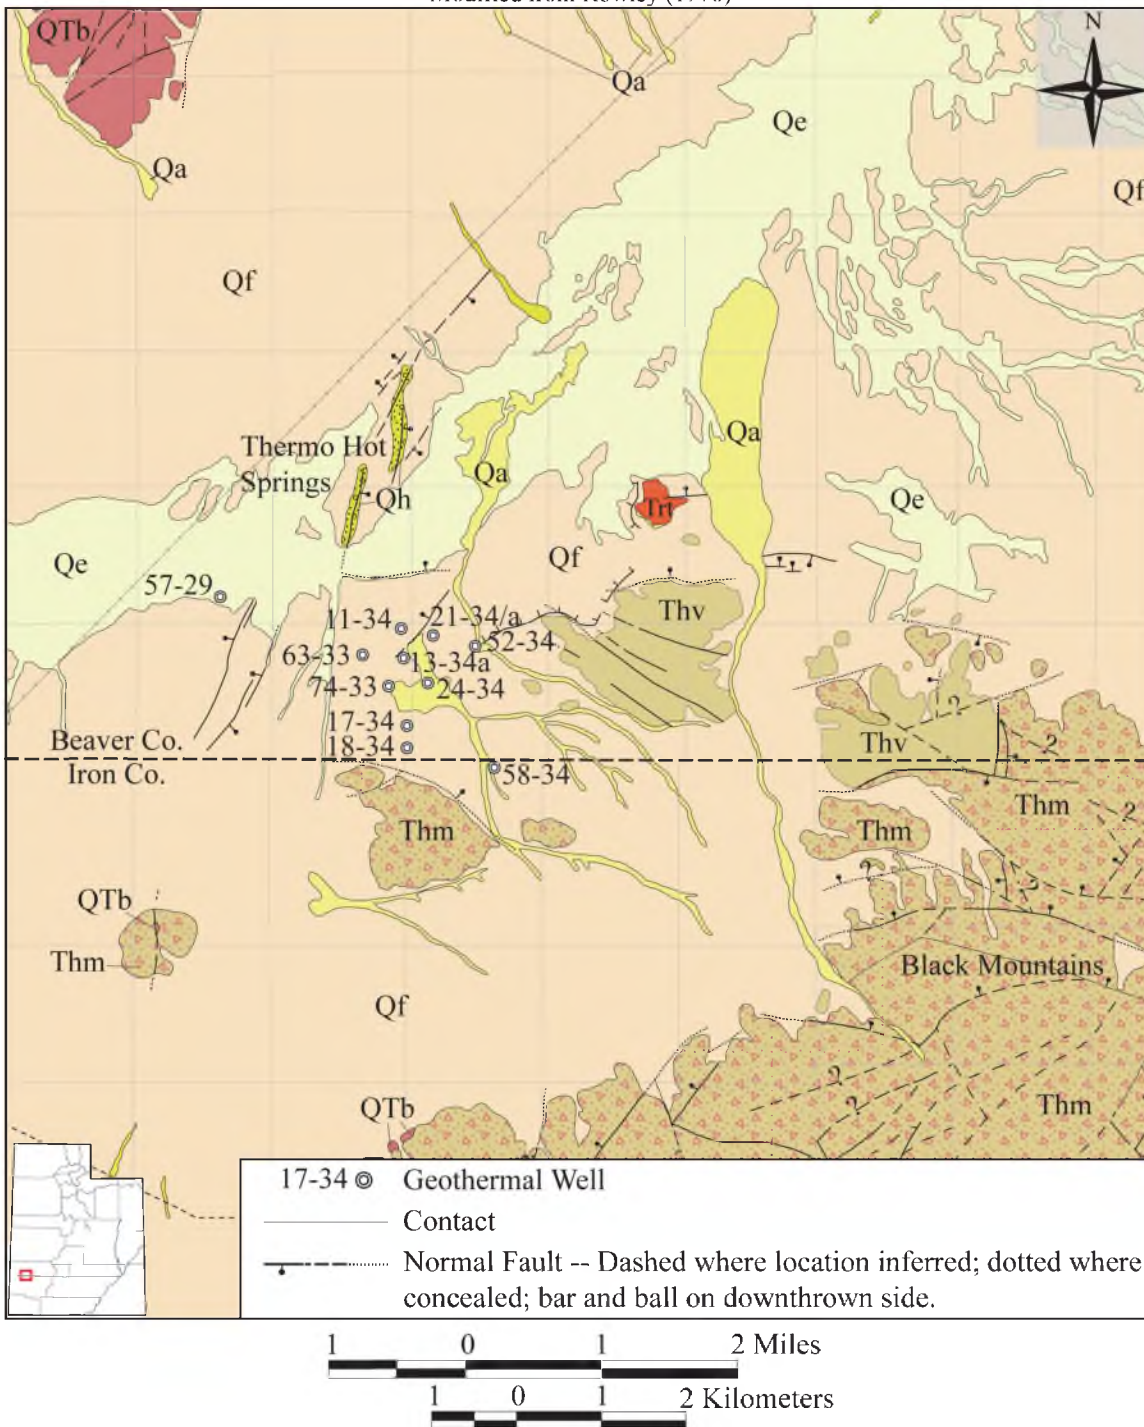 QTb
Qa
N
Qe
Qa
Qf
Qf
Thermo Hot
Springs
Qa
Qa
Qh
Trt
Qe
Qe
Qf
57-29
Thv
11-34
21-34/a
52-34
63-33
13-34a
74-33
24-34
17-34
?
Beaver Co.
18-34
Thv
?
Iron Co.
58-34
Thm
Thm
Thm
?
?
?
QTb
Thm
Black Mountains
Qf
?
?
QTb
Thm
17-34 Geothermal Well
Contact
Normal Fault -- Dashed where location inferred; dotted where
concealed; bar and ball on downthrown side.
1 0 1 2 Miles
1 0 1 2 Kilometers